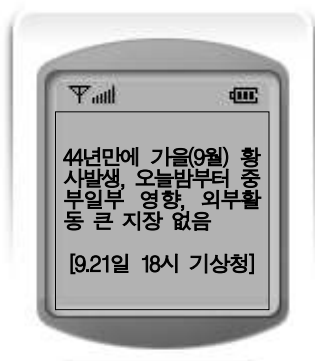 44년만에 가을(9월) 황
사발생, 오늘밤부터 중
부일부 영향, 외부활
동 큰 지장 없음
[9.21일 18시 기상청]